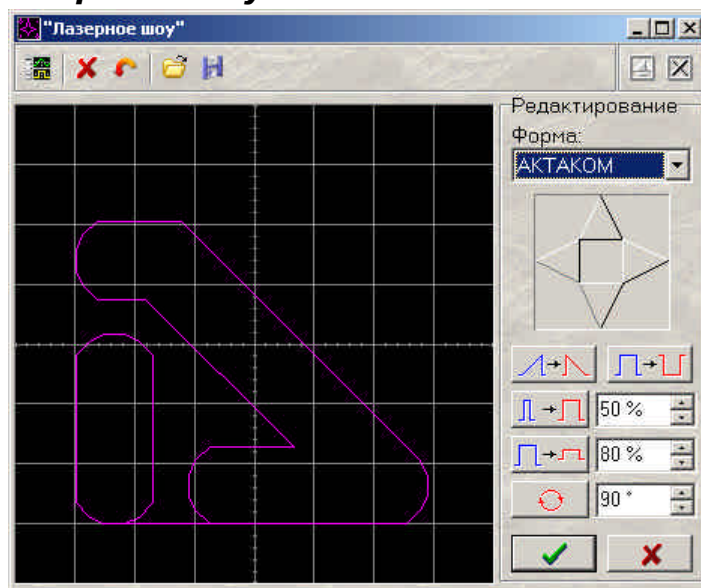 "Лазерное шоу"
Редактирование
Форма:
АКТАКОМ
50 %
80 %
90 °